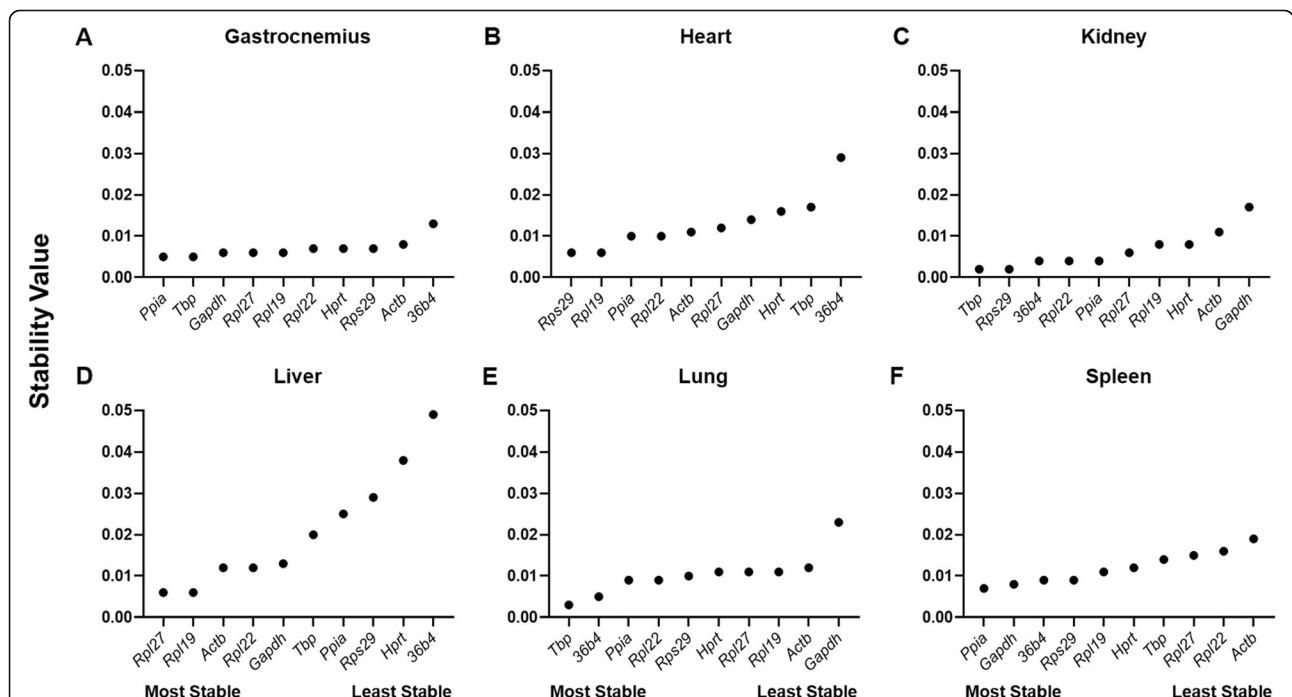 A Gastrocnemius
0.05
0.04
0.03
0.02
0.01
0.00
Ppia Tbp Gapdh Rpl27 Rpl19 Rpl22 Hprt Rps29 Actb 36b4
B Heart
0.05
0.04
0.03
0.02
0.01
0.00
Rps29 Rpl19 Ppia Rpl22 Actb Rpl27 Gapdh Hprt Tbp 36b4
C Kidney
0.05
0.04
0.03
0.02
0.01
0.00
Tbp Rps29 36b4 Rpl22 Ppia Rpl27 Rpl19 Hprt Actb Gapdh
Stability Value
D Liver
0.05
0.04
0.03
0.02
0.01
0.00
Rpl27 Rpl19 Actb Rpl22 Gapdh Tbp Ppia Rps29 Hprt 36b4
Most Stable Least Stable
E Lung
0.05
0.04
0.03
0.02
0.01
0.00
Tbp 36b4 Ppia Rpl22 Rps29 Hprt Rpl27 Rpl19 Actb Gapdh
Most Stable Least Stable
F Spleen
0.05
0.04
0.03
0.02
0.01
0.00
Ppia Gapdh 36b4 Rps29 Rpl19 Hprt Tbp Rpl27 Rpl22 Actb
Most Stable Least Stable